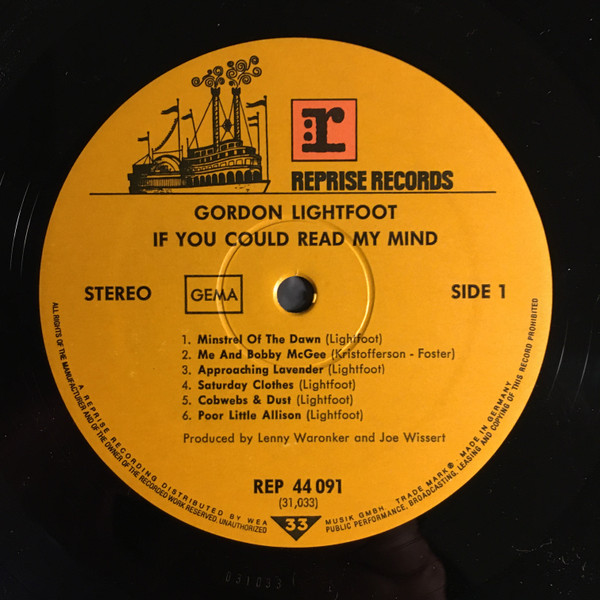 r
REPRISE RECORDS
GORDON LIGHTFOOT
IF YOU COULD READ MY MIND
STEREO
GEMA
SIDE 1
1. Minstrel Of The Dawn (Lightfoot)
2. Me And Bobby McGee (Kristofferson - Foster)
3. Approaching Lavender (Lightfoot)
4. Saturday Clothes (Lightfoot)
5. Cobwebs & Dust (Lightfoot)
6. Poor Little Allison (Lightfoot)
Produced by Lenny Waronker and Joe Wissert
REP 44 091
(31,033)
33
A REPRISE RECORDING DISTRIBUTED BY WEA MUSIK GMBH. TRADE MARK ®. MADE IN GERMANY.
ALL RIGHTS OF THE MANUFACTURER AND OF THE OWNER OF THE RECORDED WORK RESERVED. UNAUTHORIZED PUBLIC PERFORMANCE, BROADCASTING, LEASING AND COPYING OF THIS RECORD PROHIBITED
031033